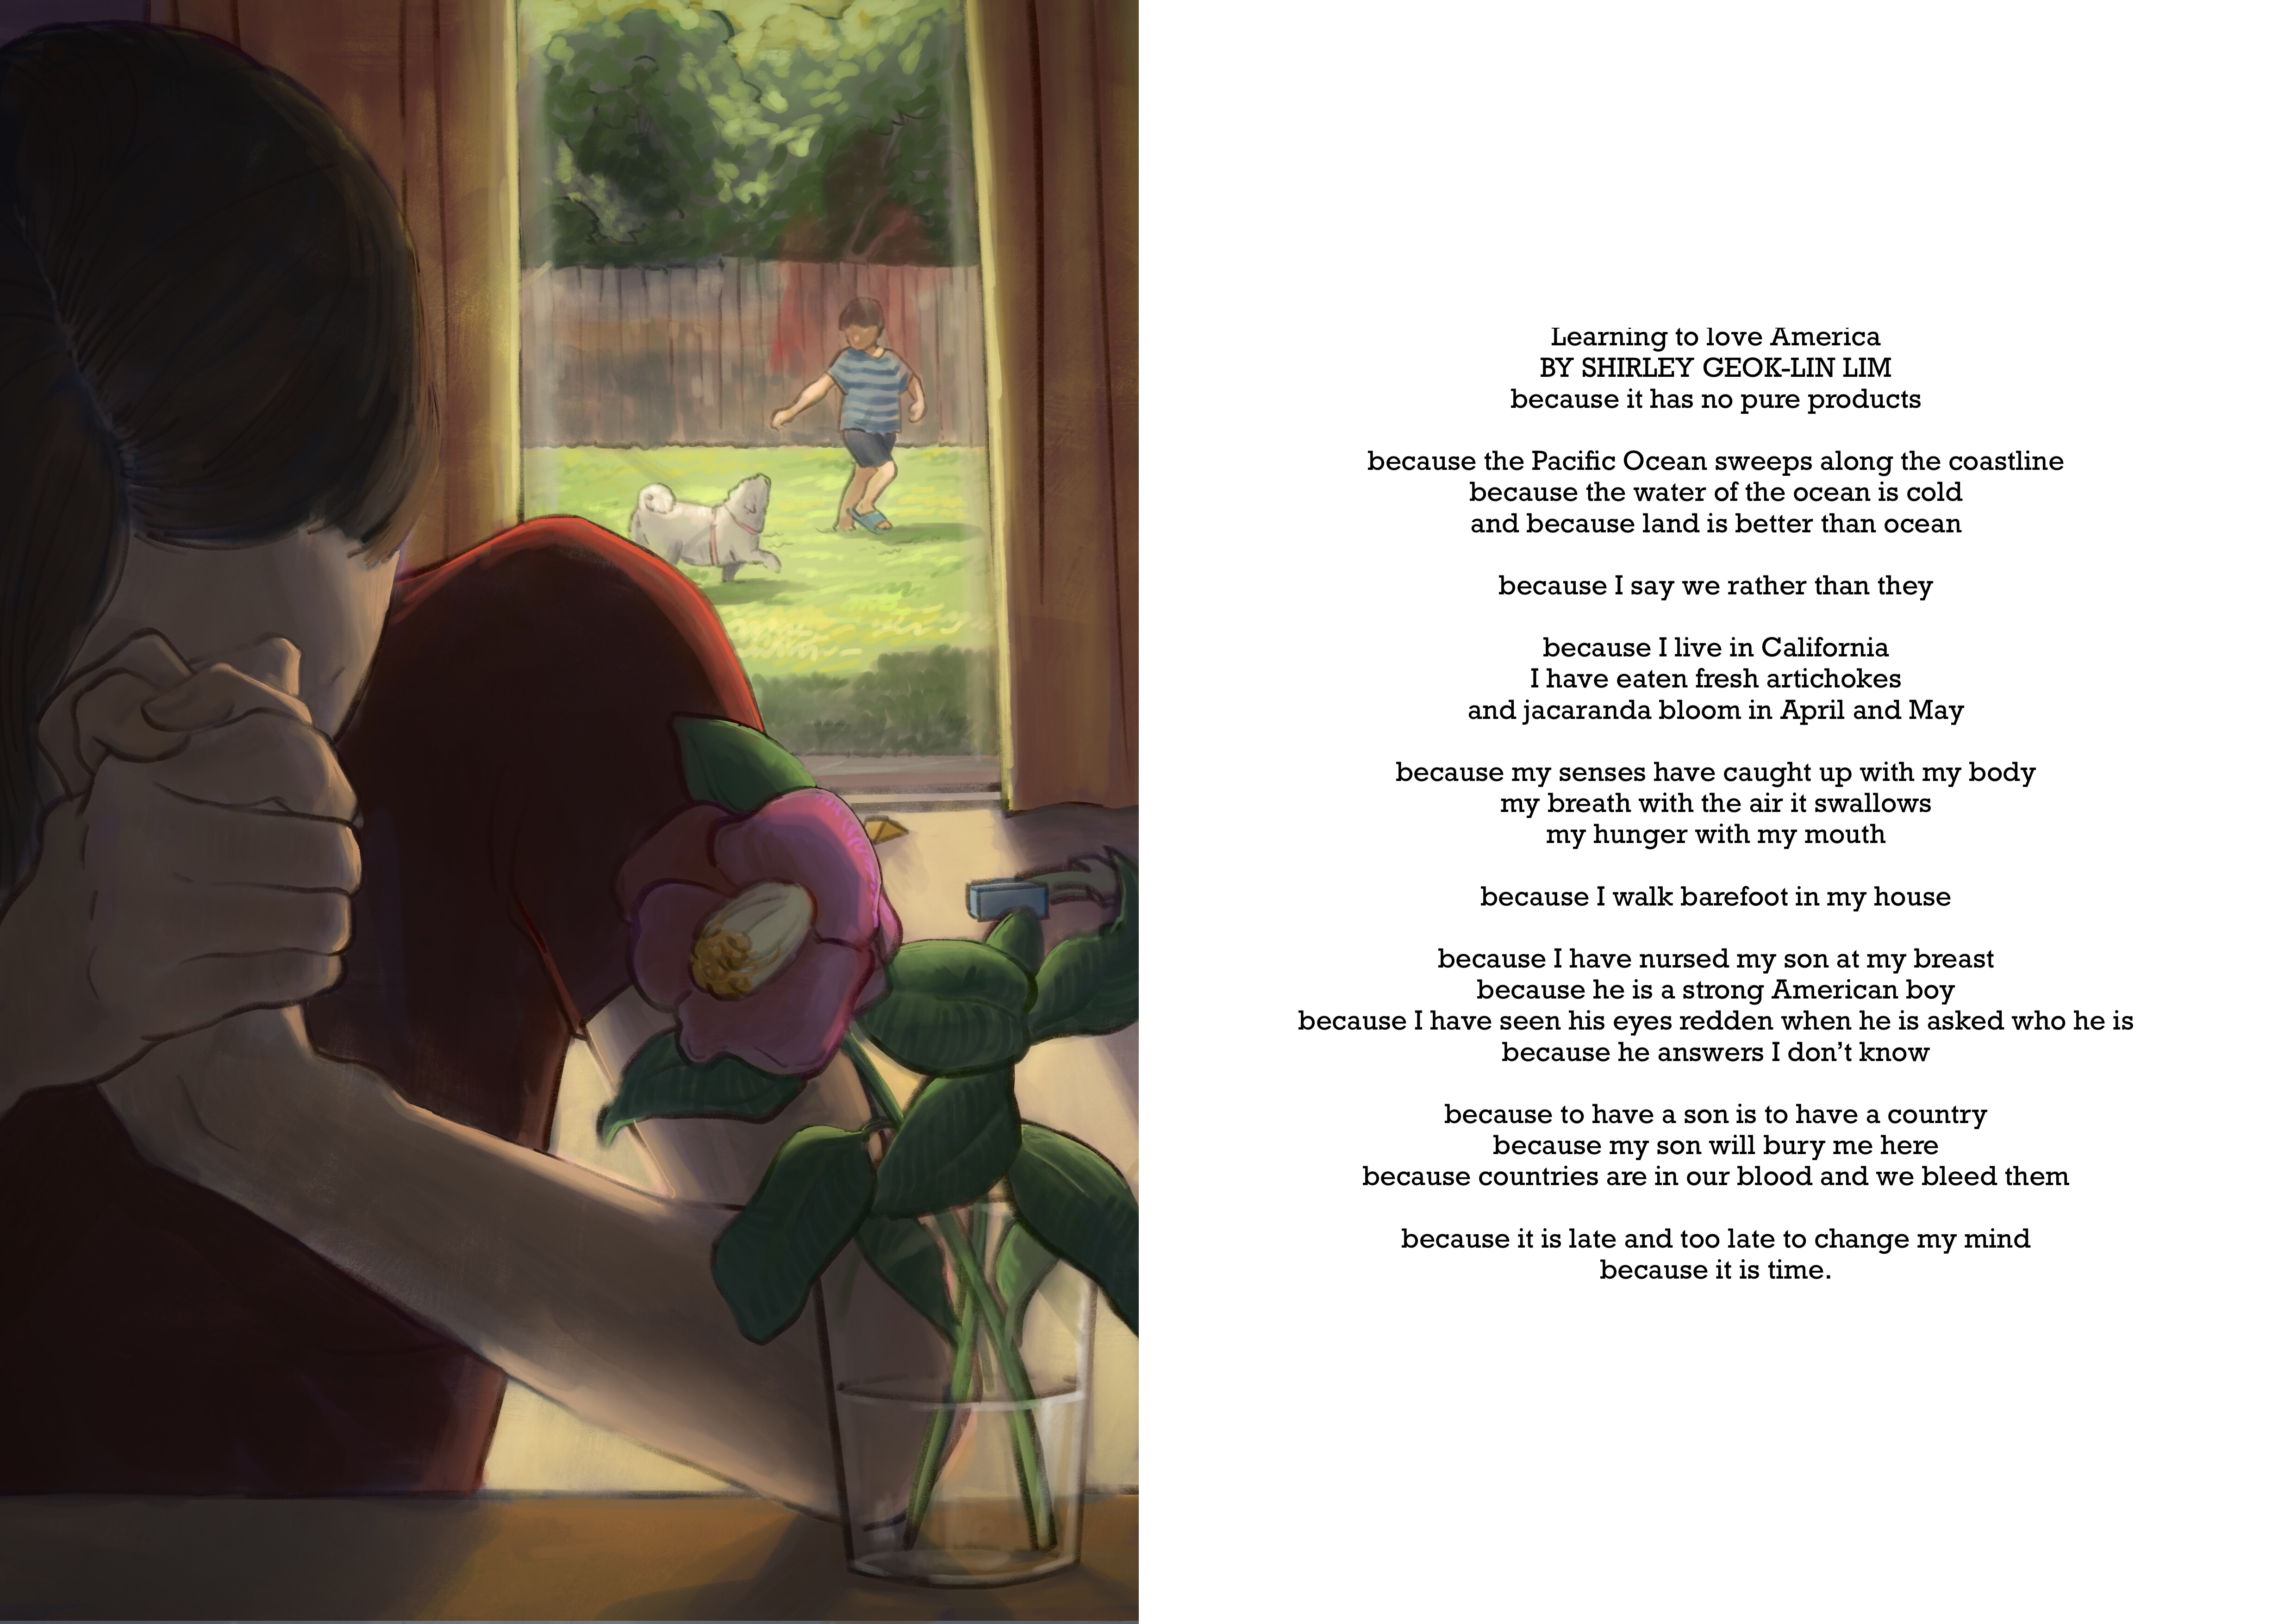 Learning to love America
BY SHIRLEY GEOK-LIN LIM
because it has no pure products
because the Pacific Ocean sweeps along the coastline
because the water of the ocean is cold
and because land is better than ocean
because I say we rather than they
because I live in California
I have eaten fresh artichokes
and jacaranda bloom in April and May
because my senses have caught up with my body
my breath with the air it swallows
my hunger with my mouth
because I walk barefoot in my house
because I have nursed my son at my breast
because he is a strong American boy
because I have seen his eyes redden when he is asked who he is
because he answers I don’t know
because to have a son is to have a country
because my son will bury me here
because countries are in our blood and we bleed them
because it is late and too late to change my mind
because it is time.